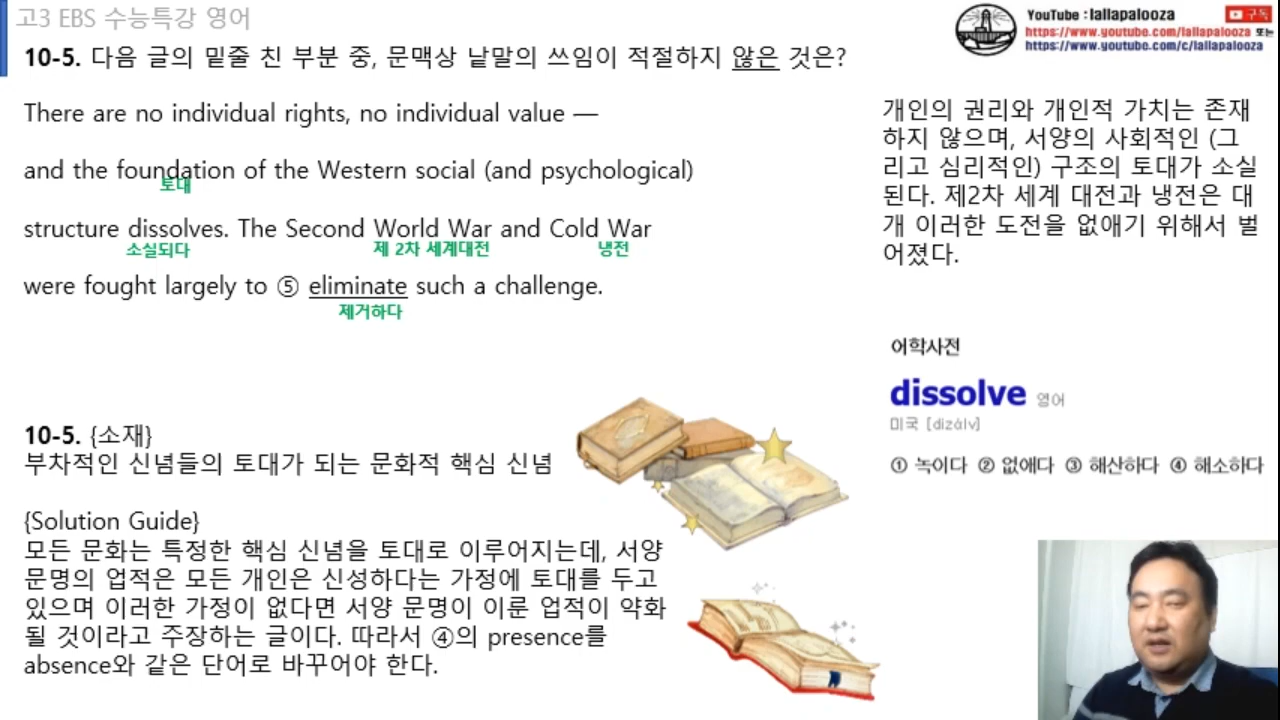 고3 EBS 수능특강 영어
YouTube : lallapalooza
구독
https://www.youtube.com/lallapalooza 또는
https://www.youtube.com/c/lallapalooza
10-5. 다음 글의 밑줄 친 부분 중, 문맥상 낱말의 쓰임이 적절하지 않은 것은?
There are no individual rights, no individual value —
and the foundation of the Western social (and psychological)
토대
structure dissolves. The Second World War and Cold War
소실되다 제 2차 세계대전 냉전
were fought largely to ⑤ eliminate such a challenge.
제거하다
개인의 권리와 개인적 가치는 존재
하지 않으며, 서양의 사회적인 (그
리고 심리적인) 구조의 토대가 소실
된다. 제2차 세계 대전과 냉전은 대
개 이러한 도전을 없애기 위해서 벌
어졌다.
어학사전
dissolve 영어
미국 [dizálv]
① 녹이다 ② 없애다 ③ 해산하다 ④ 해소하다
10-5. {소재}
부차적인 신념들의 토대가 되는 문화적 핵심 신념
{Solution Guide}
모든 문화는 특정한 핵심 신념을 토대로 이루어지는데, 서양
문명의 업적은 모든 개인은 신성하다는 가정에 토대를 두고
있으며 이러한 가정이 없다면 서양 문명이 이룬 업적이 약화
될 것이라고 주장하는 글이다. 따라서 ④의 presence를
absence와 같은 단어로 바꾸어야 한다.